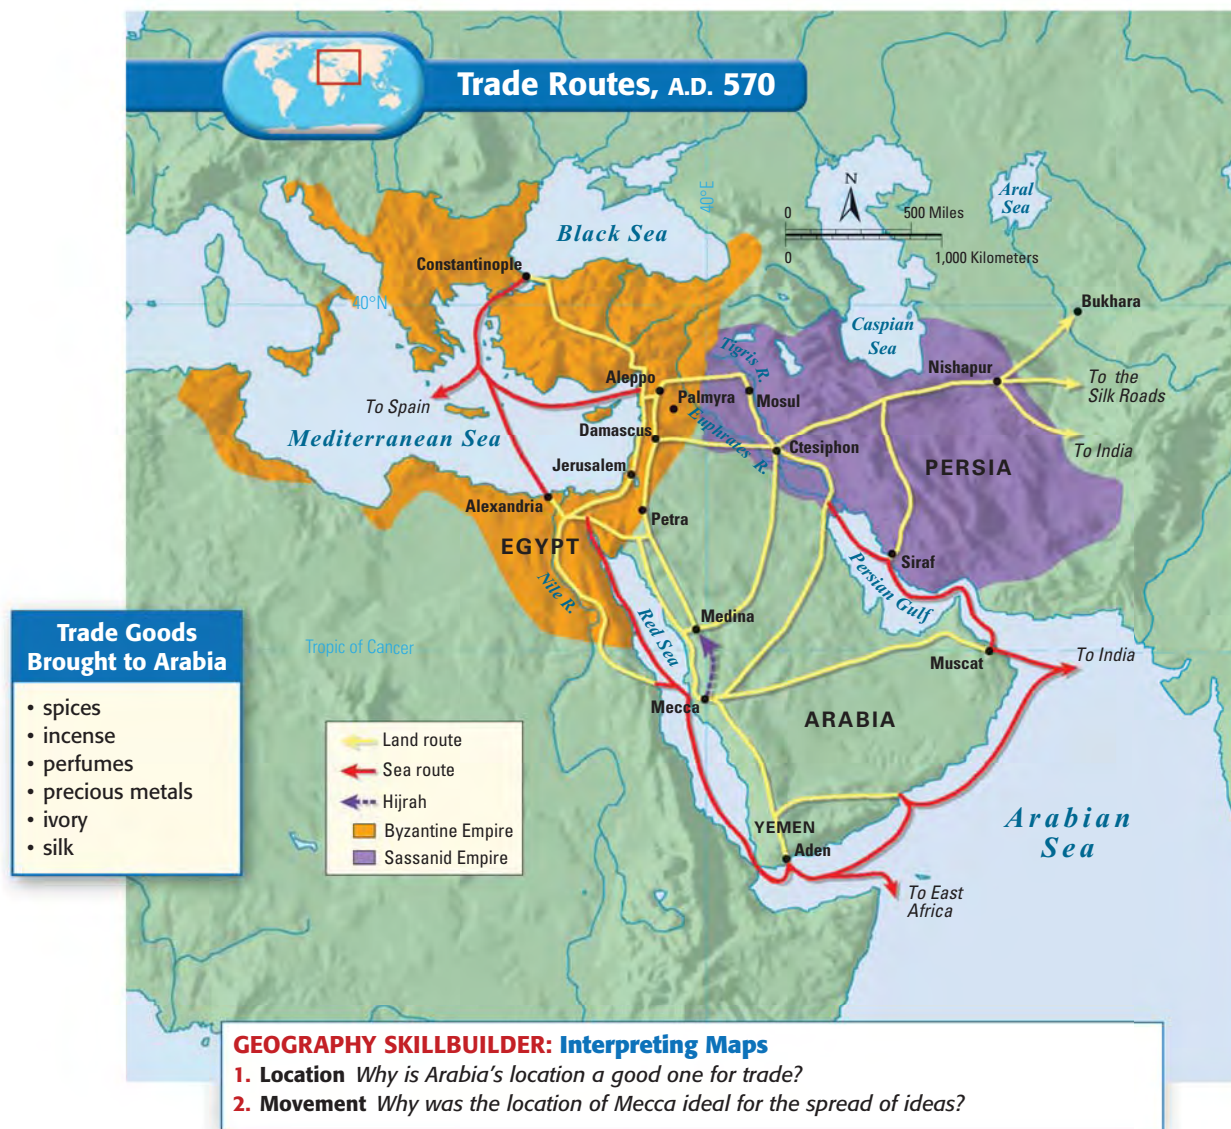 Trade Routes, A.D. 570
40°E
N
0
500 Miles
0
1,000 Kilometers
Aral
Sea
Black Sea
Constantinople
40°N
Bukhara
Caspian
Sea
Tigris R.
Nishapur
Aleppo
To the
Silk Roads
To Spain
Palmyra
Mosul
Mediterranean Sea
Damascus
Euphrates R.
Ctesiphon
To India
Jerusalem
PERSIA
Alexandria
Petra
EGYPT
Siraf
Nile R.
Persian Gulf
Red Sea
Medina
Tropic of Cancer
Muscat
To India
Mecca
ARABIA
YEMEN
Aden
Arabian
Sea
To East
Africa
Trade Goods
Brought to Arabia
• spices
• incense
• perfumes
• precious metals
• ivory
• silk
Land route
Sea route
Hijrah
Byzantine Empire
Sassanid Empire
GEOGRAPHY SKILLBUILDER: Interpreting Maps
1. Location Why is Arabia's location a good one for trade?
2. Movement Why was the location of Mecca ideal for the spread of ideas?